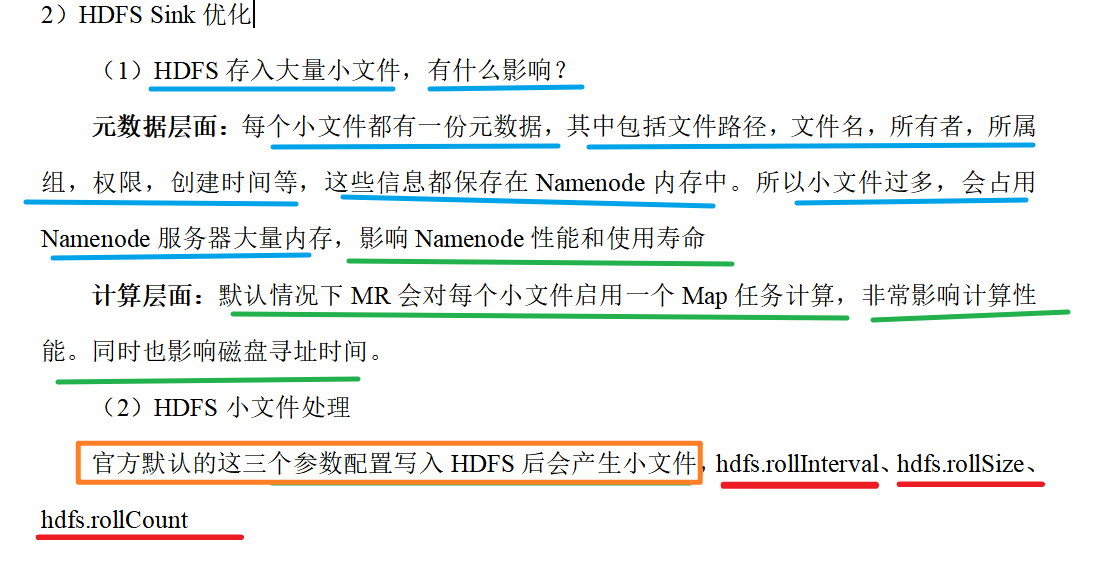 2）HDFS Sink 优化
（1）HDFS 存入大量小文件，有什么影响？
元数据层面：每个小文件都有一份元数据，其中包括文件路径，文件名，所有者，所属
组，权限，创建时间等，这些信息都保存在 Namenode 内存中。所以小文件过多，会占用
Namenode 服务器大量内存，影响 Namenode 性能和使用寿命
计算层面：默认情况下 MR 会对每个小文件启用一个 Map 任务计算，非常影响计算性
能。同时也影响磁盘寻址时间。
（2）HDFS 小文件处理
官方默认的这三个参数配置写入 HDFS 后会产生小文件，hdfs.rollInterval、hdfs.rollSize、
hdfs.rollCount